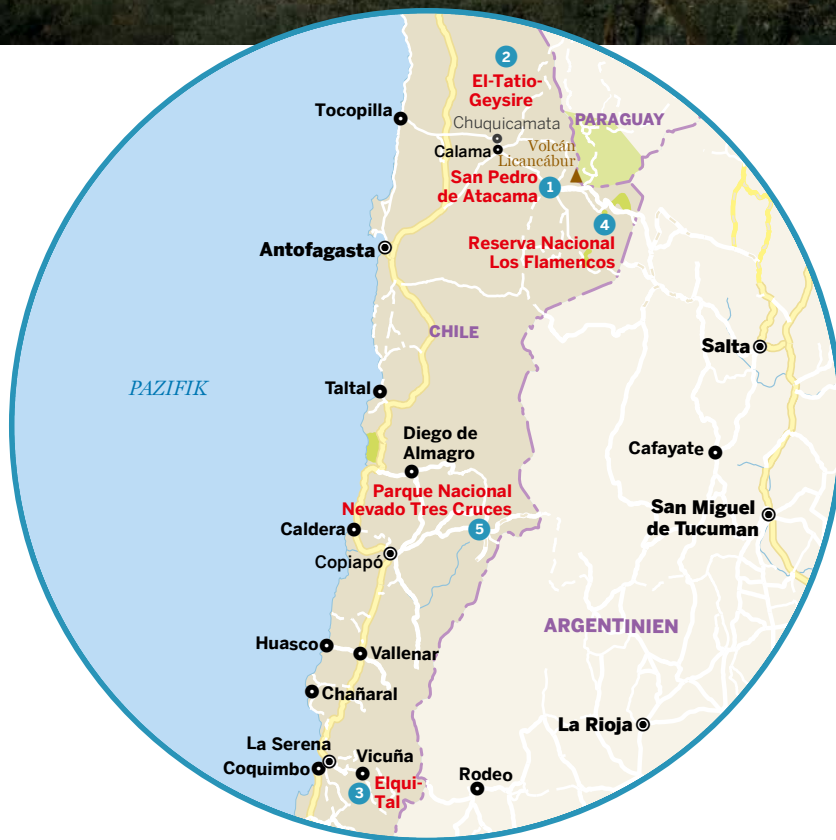 2
El-Tatio-
Geysire
Tocopilla
Chuquicamata
PARAGUAY
Calama
Volcán
Licancábur
San Pedro
de Atacama
1
4
Reserva Nacional
Los Flamencos
Antofagasta
CHILE
Salta
PAZIFIK
Taltal
Diego de
Almagro
Cafayate
Parque Nacional
Nevado Tres Cruces
5
San Miguel
de Tucuman
Caldera
Copiapó
ARGENTINIEN
Huasco
Vallenar
Chañaral
La Rioja
La Serena
Coquimbo
Vicuña
3
Elqui-
Tal
Rodeo